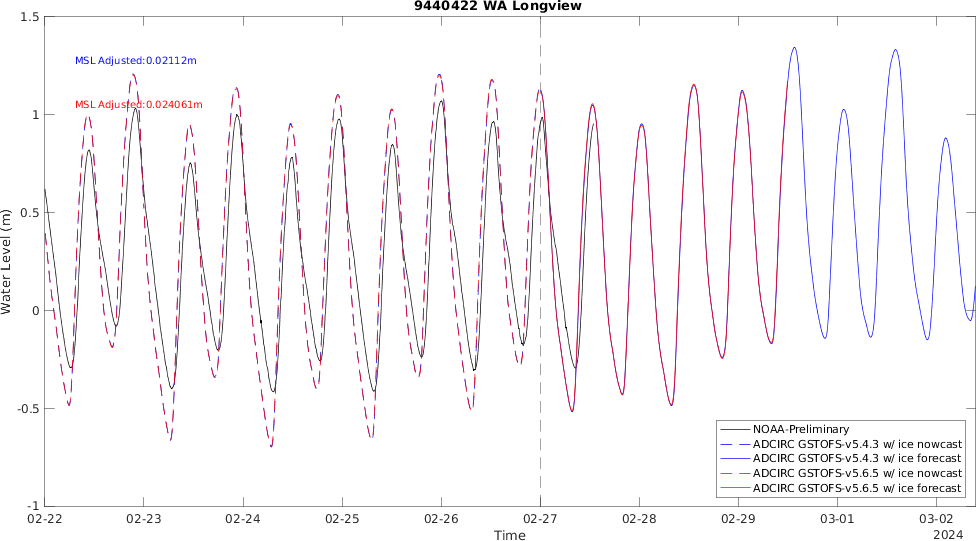 9440422 WA Longview
1.5
MSL Adjusted:0.02112m
MSL Adjusted:0.024061m
1
0.5
Water Level (m)
0
-0.5
-1
NOAA-Preliminary
ADCIRC GSTOFS-v5.4.3 w/ ice nowcast
ADCIRC GSTOFS-v5.4.3 w/ ice forecast
ADCIRC GSTOFS-v5.6.5 w/ ice nowcast
ADCIRC GSTOFS-v5.6.5 w/ ice forecast
02-22 02-23 02-24 02-25 02-26 02-27 02-28 02-29 03-01 03-02
Time
2024